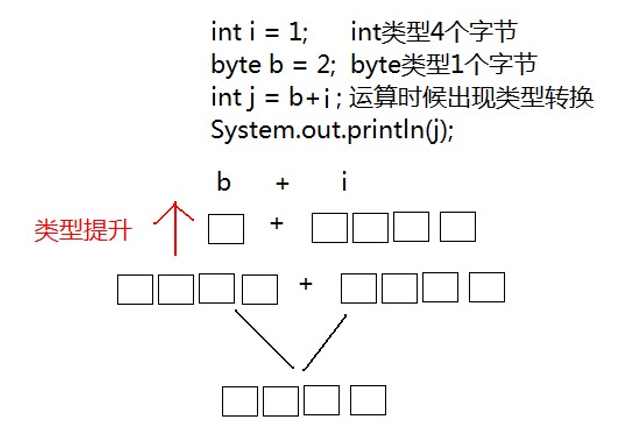 int i = 1; int类型4个字节
byte b = 2; byte类型1个字节
int j = b+i; 运算时候出现类型转换
System.out.println(j);
b + i
类型提升
+
+